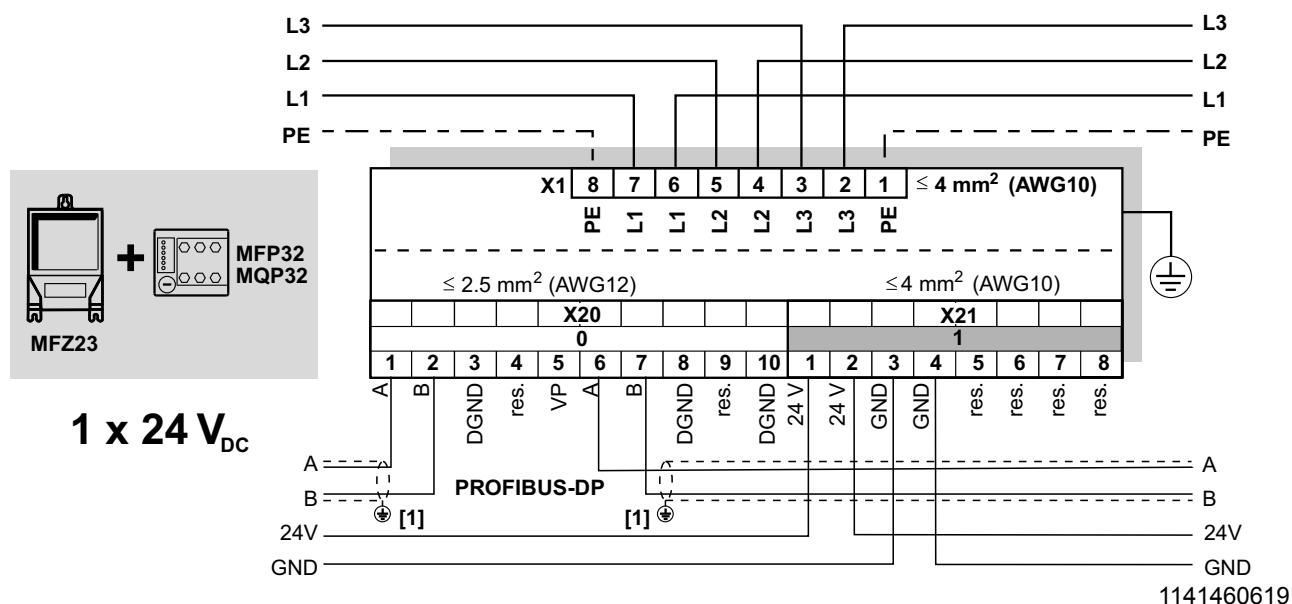 L3 L3
L2 L2
L1 L1
PE PE
X1 8 7 6 5 4 3 2 1 ≤ 4 mm² (AWG10)
PE L1 L1 L2 L2 L3 L3 PE
MFP32
MQP32
MFZ23
≤ 2.5 mm² (AWG12) ≤ 4 mm² (AWG10)
X20 X21
0 1
1 2 3 4 5 6 7 8 9 10 1 2 3 4 5 6 7 8
A B DGND res. VP A B DGND res. DGND 24 V 24 V GND GND res. res. res. res.
1 x 24 VDC
A A
PROFIBUS-DP
B B
[1] [1]
24V 24V
GND GND
1141460619